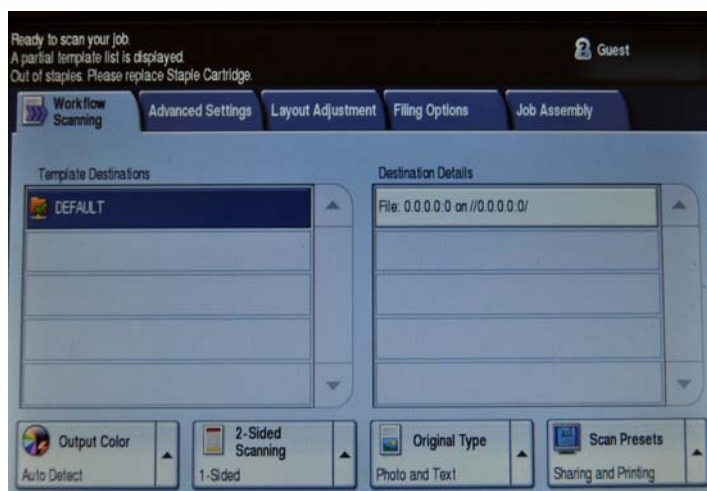 Ready to scan your job.
A partial template list is displayed.
Out of staples. Please replace Staple Cartridge.
Guest
Workflow
Scanning
Advanced Settings
Layout Adjustment
Filing Options
Job Assembly
Template Destinations
Destination Details
DEFAULT
File: 0.0.0.0:0 on //0.0.0.0:0/
Output Color
Auto Detect
2-Sided
Scanning
1-Sided
Original Type
Photo and Text
Scan Presets
Sharing and Printing